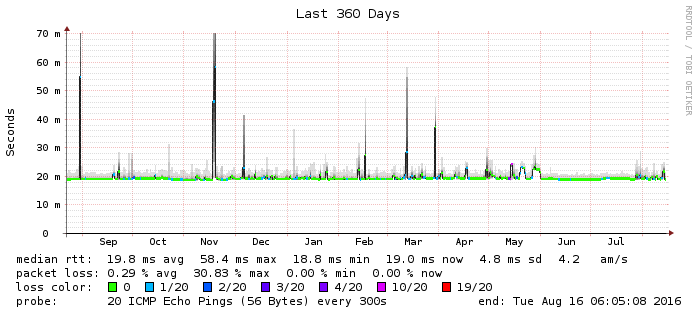 Last 360 Days
RRDTOOL / TOBI OETIKER
Seconds
70 m
60 m
50 m
40 m
30 m
20 m
10 m
0
Sep Oct Nov Dec Jan Feb Mar Apr May Jun Jul
median rtt: 19.8 ms avg 58.4 ms max 18.8 ms min 19.0 ms now 4.8 ms sd 4.2 am/s
packet loss: 0.29 % avg 30.83 % max 0.00 % min 0.00 % now
loss color: 0 1/20 2/20 3/20 4/20 10/20 19/20
probe: 20 ICMP Echo Pings (56 Bytes) every 300s end: Tue Aug 16 06:05:08 2016